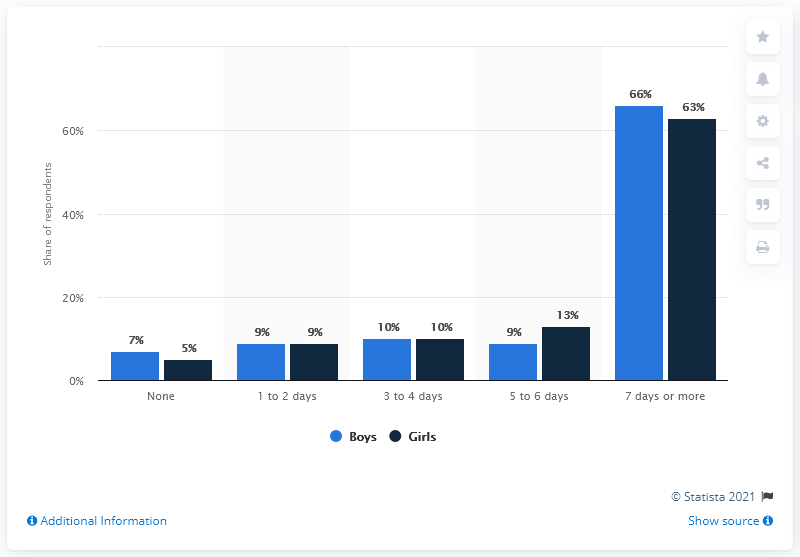 66%
63%
60%
Share of respondents
40%
20%
13%
10% 10%
9% 9% 9%
7%
5%
0%
None 1 to 2 days 3 to 4 days 5 to 6 days 7 days or more
Boys Girls
© Statista 2021
Additional Information Show source